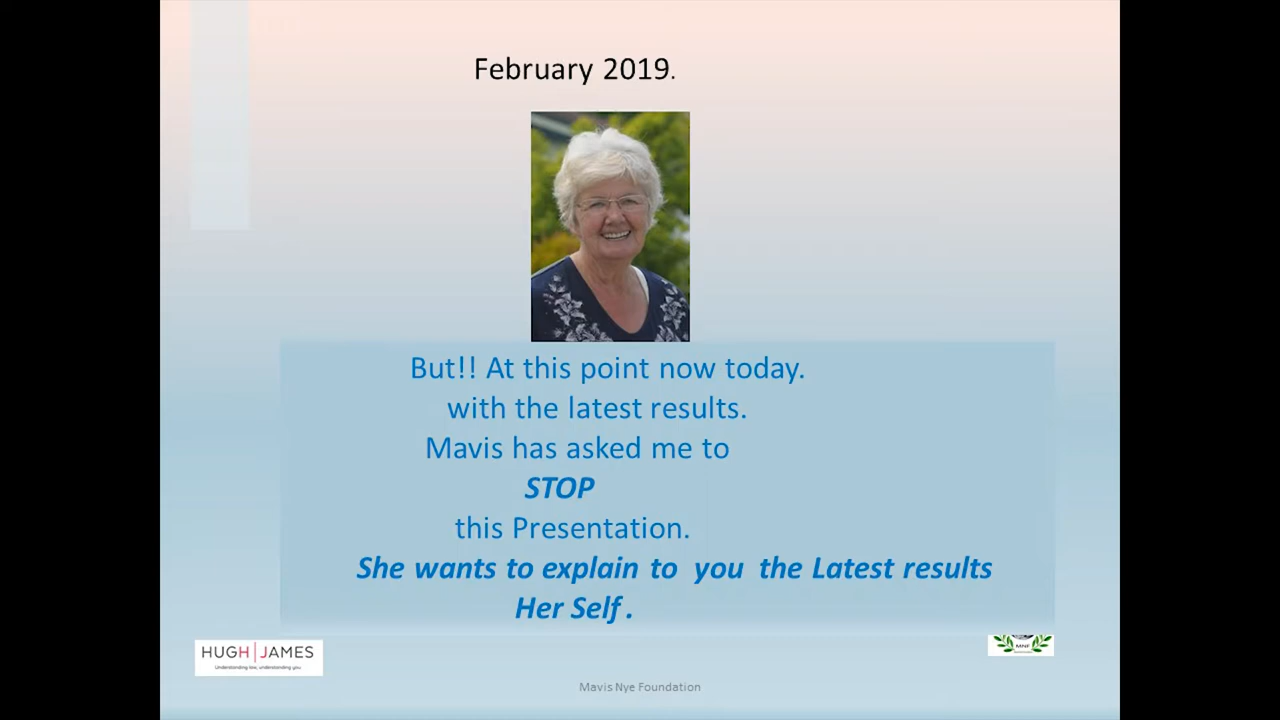 February 2019.
But!! At this point now today.
with the latest results.
Mavis has asked me to
STOP
this Presentation.
She wants to explain to you the Latest results
Her Self .
HUGH|JAMES
Understanding law, understanding you
MNF
Mavis Nye Foundation